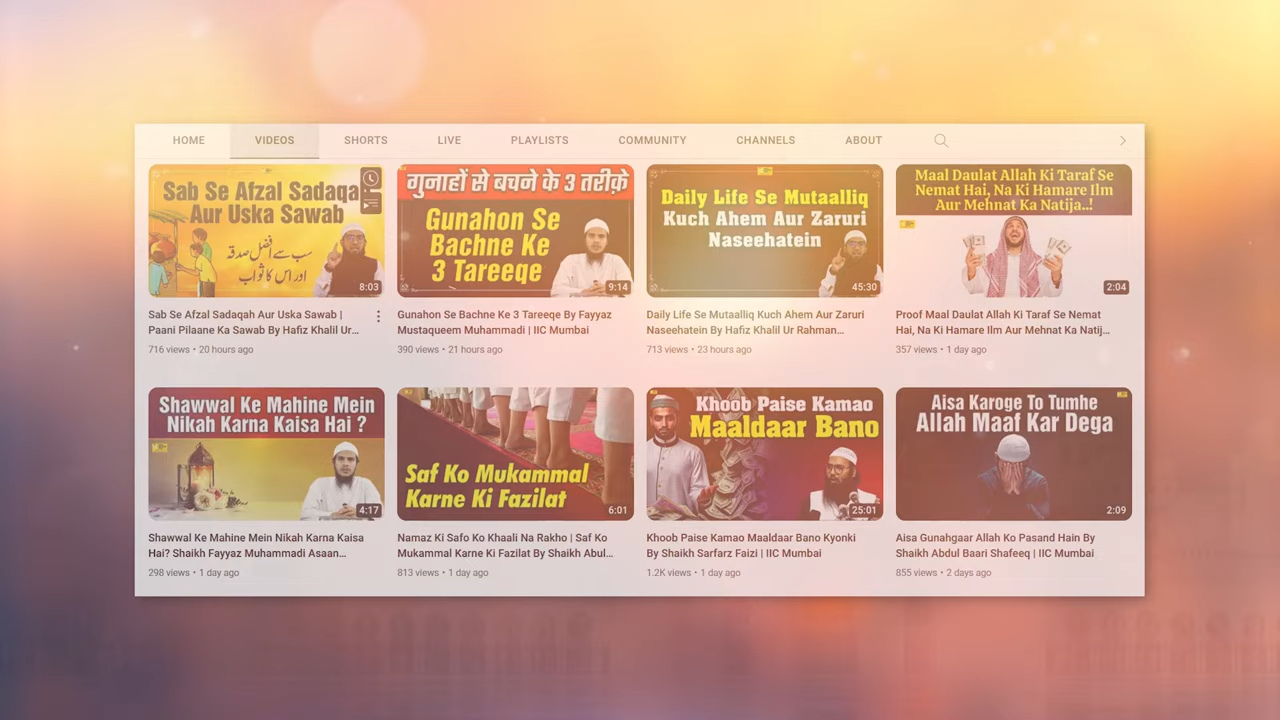 HOME VIDEOS SHORTS LIVE PLAYLISTS COMMUNITY CHANNELS ABOUT
Sab Se Afzal Sadaqa
Aur Uska Sawab
سب سے افضل صدقہ
اور اس کا ثواب
8:03
Sab Se Afzal Sadaqah Aur Uska Sawab |
Paani Pilaane Ka Sawab By Hafiz Khalil Ur...
716 views • 20 hours ago
गुनाहों से बचने के 3 तरीक़े
Gunahon Se
Bachne Ke
3 Tareeqe
9:14
Gunahon Se Bachne Ke 3 Tareeqe By Fayyaz
Mustaqueem Muhammadi | IIC Mumbai
390 views • 21 hours ago
Daily Life Se Mutaalliq
Kuch Ahem Aur Zaruri
Naseehatein
45:30
Daily Life Se Mutaalliq Kuch Ahem Aur Zaruri
Naseehatein By Hafiz Khalil Ur Rahman...
713 views • 23 hours ago
Maal Daulat Allah Ki Taraf Se
Nemat Hai, Na Ki Hamare Ilm
Aur Mehnat Ka Natija..!
2:04
Proof Maal Daulat Allah Ki Taraf Se Nemat
Hai, Na Ki Hamare Ilm Aur Mehnat Ka Natij...
357 views • 1 day ago
Shawwal Ke Mahine Mein
Nikah Karna Kaisa Hai ?
4:17
Shawwal Ke Mahine Mein Nikah Karna Kaisa
Hai? Shaikh Fayyaz Muhammadi Asaan...
298 views • 1 day ago
Saf Ko Mukammal
Karne Ki Fazilat
6:01
Namaz Ki Safo Ko Khaali Na Rakho | Saf Ko
Mukammal Karne Ki Fazilat By Shaikh Abul...
813 views • 1 day ago
Khoob Paise Kamao
Maaldaar Bano
25:01
Khoob Paise Kamao Maaldaar Bano Kyonki
By Shaikh Sarfarz Faizi | IIC Mumbai
1.2K views • 1 day ago
Aisa Karoge To Tumhe
Allah Maaf Kar Dega
2:09
Aisa Gunahgaar Allah Ko Pasand Hain By
Shaikh Abdul Baari Shafeeq | IIC Mumbai
855 views • 2 days ago